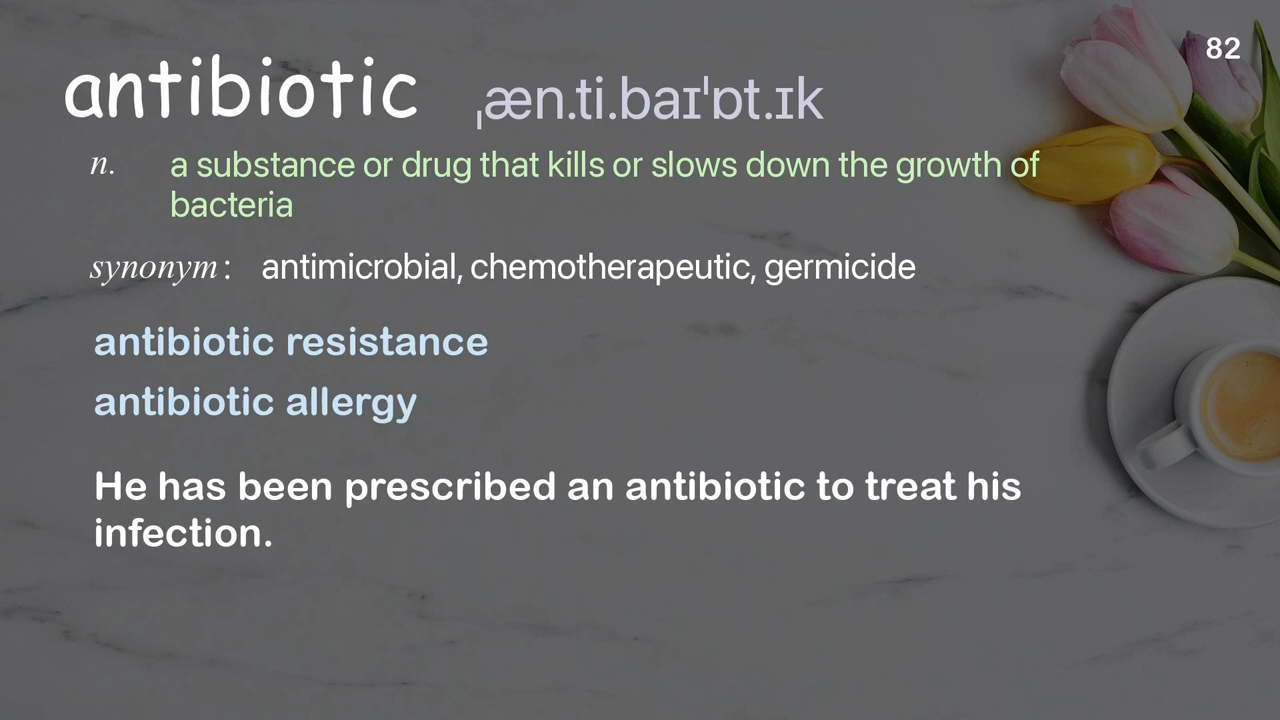 82
antibiotic ˌæn.ti.baɪˈɒt.ɪk
n. a substance or drug that kills or slows down the growth of
bacteria
synonym: antimicrobial, chemotherapeutic, germicide
antibiotic resistance
antibiotic allergy
He has been prescribed an antibiotic to treat his
infection.